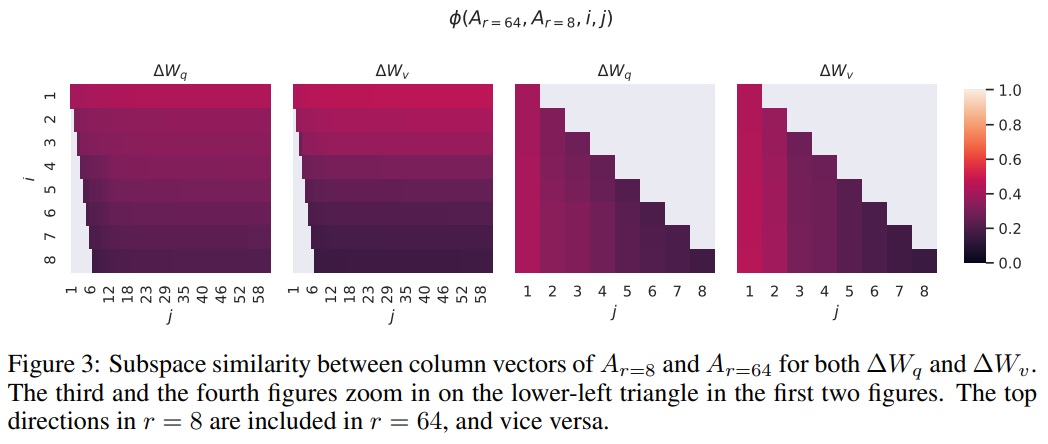 ϕ(A_{r=64}, A_{r=8}, i, j)
ΔW_q ΔW_v ΔW_q ΔW_v
1 2 3 4 5 6 7 8
i
1 6 12 18 23 29 35 40 46 52 58
j
1 6 12 18 23 29 35 40 46 52 58
j
1 2 3 4 5 6 7 8
j
1 2 3 4 5 6 7 8
j
1.0
0.8
0.6
0.4
0.2
0.0
Figure 3: Subspace similarity between column vectors of A_{r=8} and A_{r=64} for both ΔW_q and ΔW_v.
The third and the fourth figures zoom in on the lower-left triangle in the first two figures. The top
directions in r = 8 are included in r = 64, and vice versa.